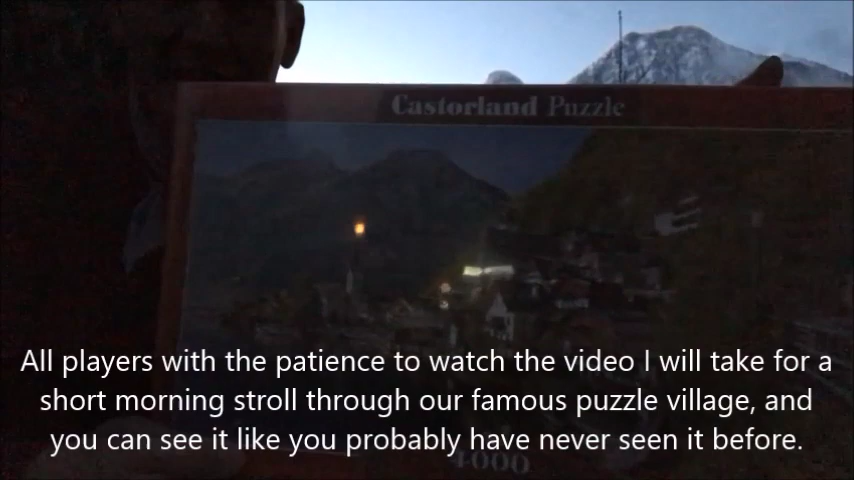 Castorland Puzzle
All players with the patience to watch the video I will take for a
short morning stroll through our famous puzzle village, and
you can see it like you probably have never seen it before.
4000